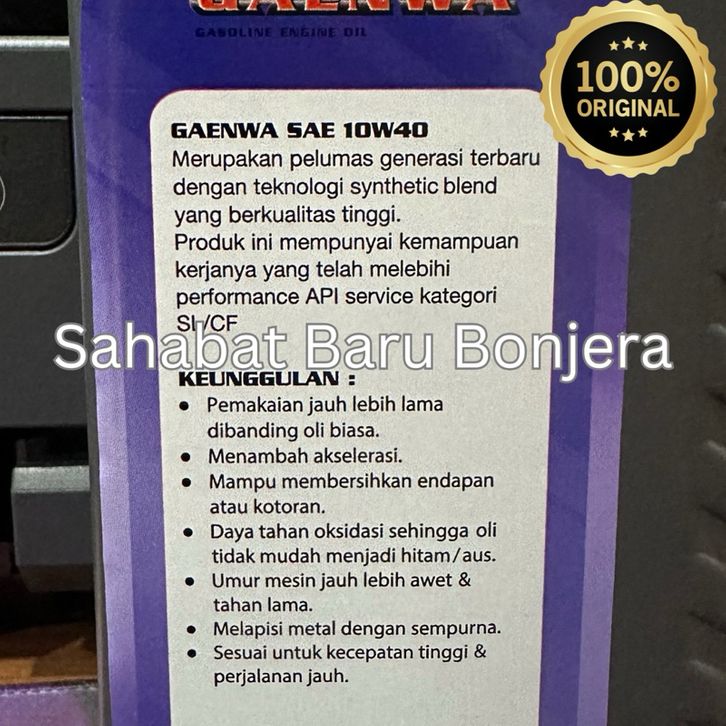 GAENWA
GASOLINE ENGINE OIL
100%
ORIGINAL
GAENWA SAE 10W40
Merupakan pelumas generasi terbaru
dengan teknologi synthetic blend
yang berkualitas tinggi.
Produk ini mempunyai kemampuan
kerjanya yang telah melebihi
performance API service kategori
SL/CF
Sahabat Baru Bonjera
KEUNGGULAN :
• Pemakaian jauh lebih lama
dibanding oli biasa.
• Menambah akselerasi.
• Mampu membersihkan endapan
atau kotoran.
• Daya tahan oksidasi sehingga oli
tidak mudah menjadi hitam/aus.
• Umur mesin jauh lebih awet &
tahan lama.
• Melapisi metal dengan sempurna.
• Sesuai untuk kecepatan tinggi &
perjalanan jauh.